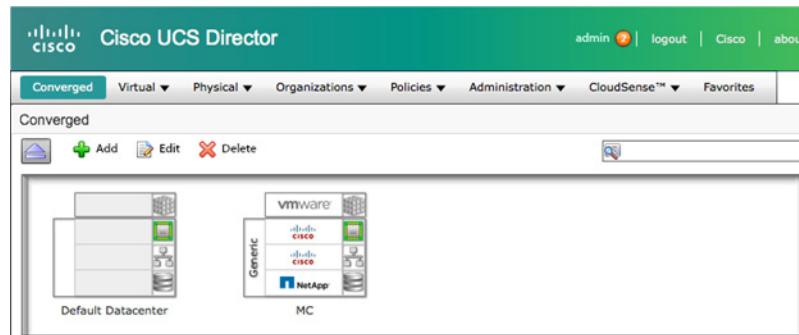 CISCO
Cisco UCS Director
admin 2 | logout | Cisco | abou
Converged Virtual Physical Organizations Policies Administration CloudSense™ Favorites
Converged
Add Edit Delete
vmware
Generic
CISCO
CISCO
NetApp
Default Datacenter
MC